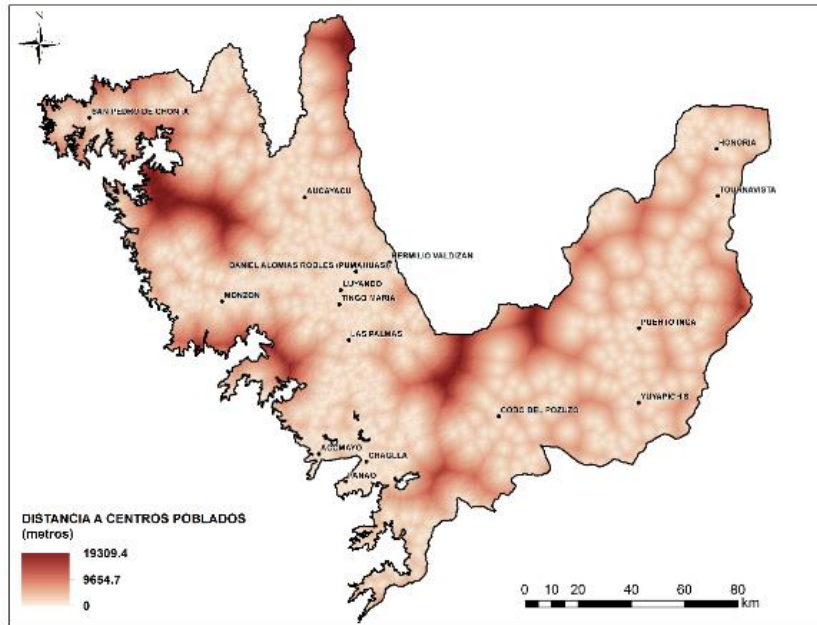 N
SAN PEDRO DE CHONTA
HONORIA
TOURNAVISTA
AUCAYACU
HERMILIO VALDIZAN
DANIEL ALOMIAS ROBLES (PUMAHUASI)
LUYANDO
TINGO MARIA
MONZON
PUERTO INCA
LAS PALMAS
YUYAPICHIS
CODO DEL POZUZO
ACOMAYO
CHAGLLA
PANAO
DISTANCIA A CENTROS POBLADOS
(metros)
19309.4
9654.7
0
0 10 20 40 60 80
km